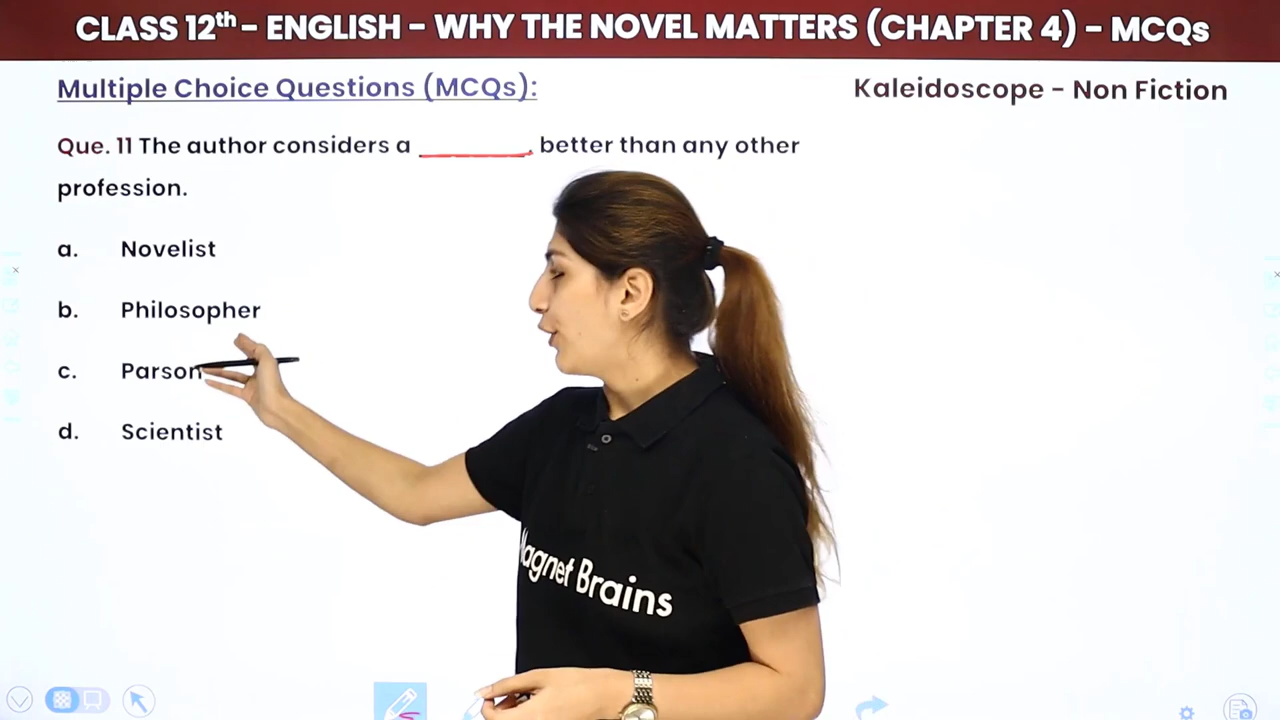 CLASS 12th - ENGLISH - WHY THE NOVEL MATTERS (CHAPTER 4) - MCQs
Multiple Choice Questions (MCQs):
Kaleidoscope - Non Fiction
Que. 11 The author considers a ________ better than any other
profession.
a. Novelist
b. Philosopher
c. Parson
d. Scientist
Magnet Brains